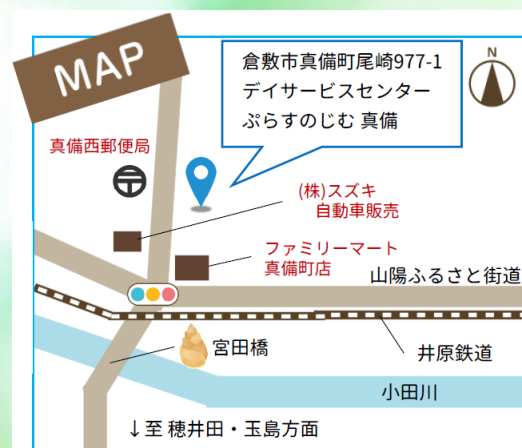 MAP
倉敷市真備町尾崎977-1
デイサービスセンター
ぷらすのじむ 真備
N
真備西郵便局
(株)スズキ
自動車販売
ファミリーマート
真備町店
山陽ふるさと街道
宮田橋
井原鉄道
小田川
↓至 穂井田・玉島方面